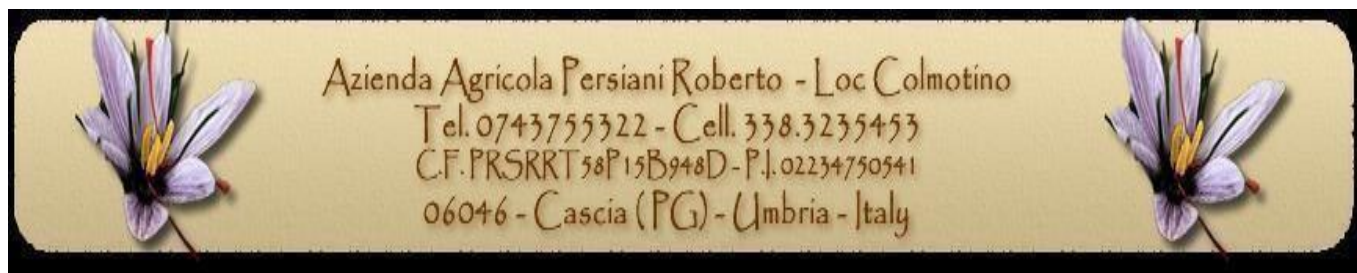 Azienda Agricola Persiani Roberto - Loc Colmotino
Tel. 0743755322 - Cell. 338.3235453
C.F. PRSRRT58P15B948D - P.I. 02234750541
06046 - Cascia (PG) - Umbria - Italy